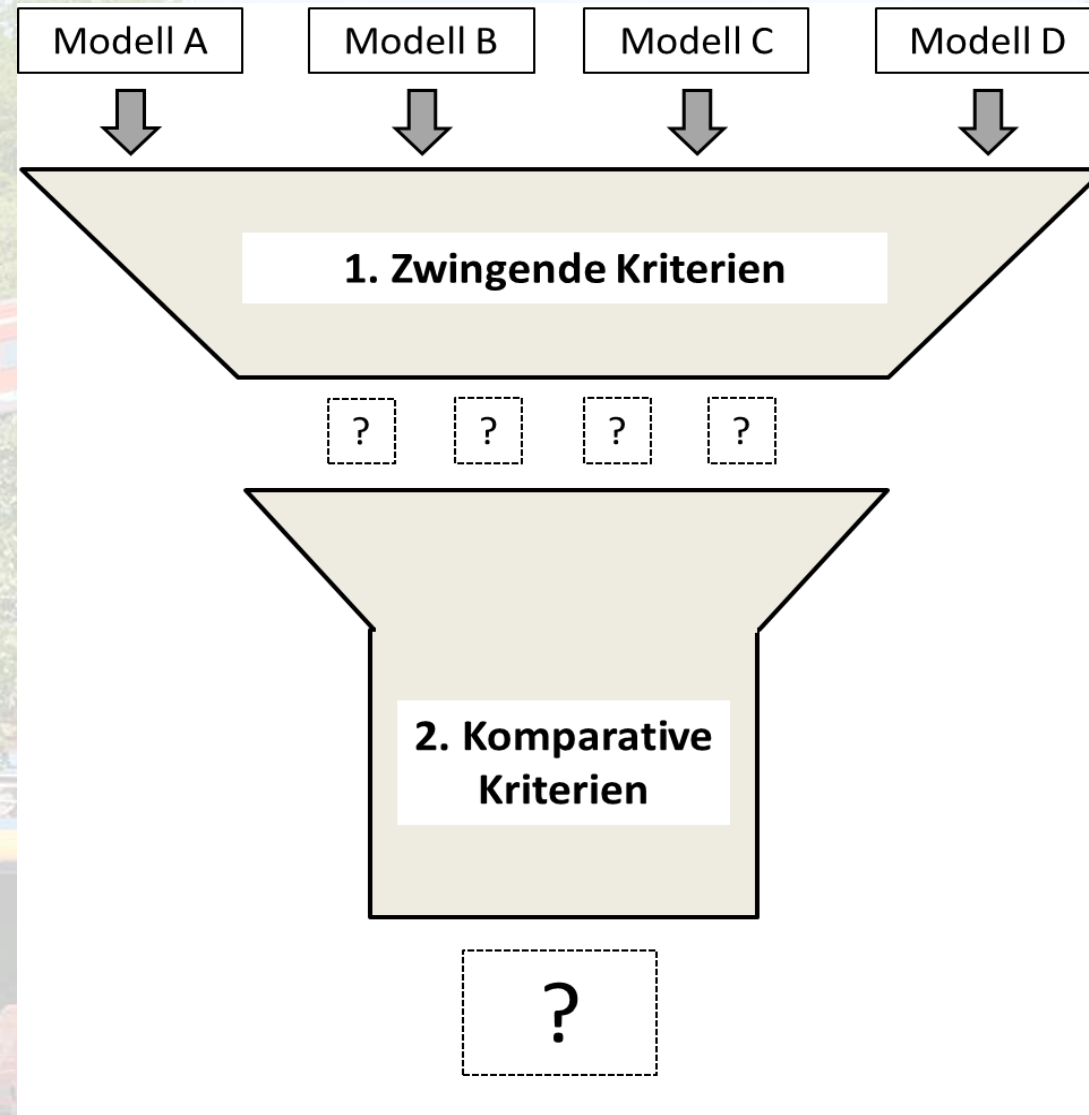 Modell A
Modell B
Modell C
Modell D
1. Zwingende Kriterien
?
?
?
?
2. Komparative
Kriterien
?